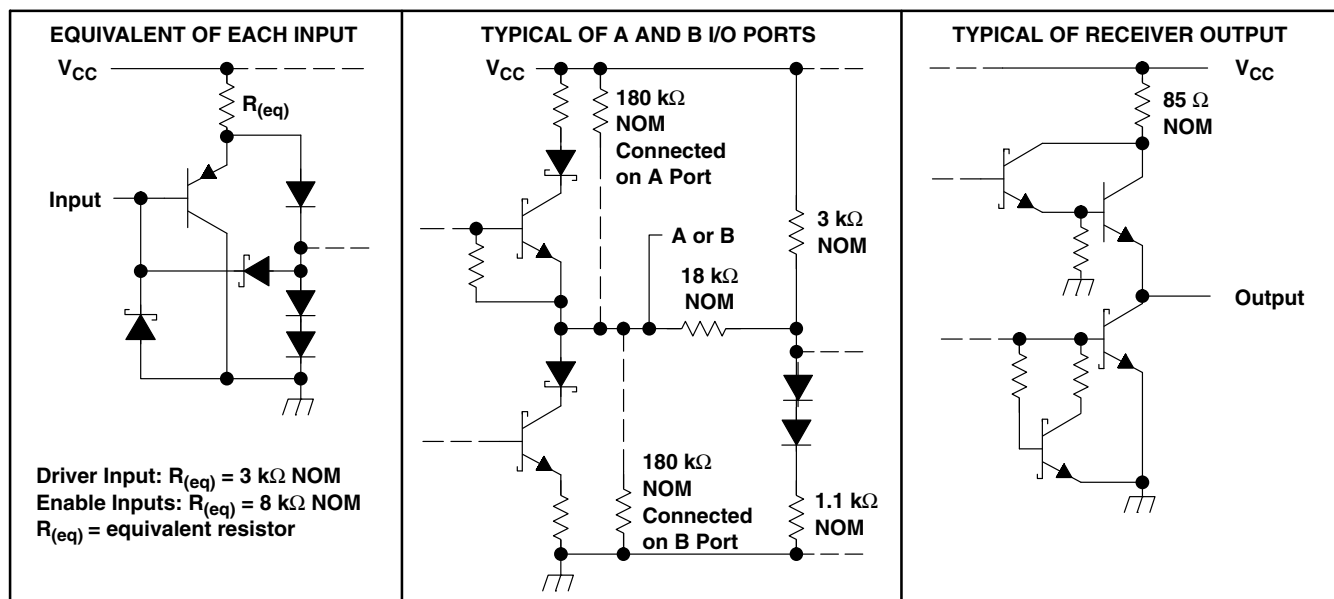 EQUIVALENT OF EACH INPUT
VCC
R(eq)
Input
Driver Input: R(eq) = 3 kΩ NOM
Enable Inputs: R(eq) = 8 kΩ NOM
R(eq) = equivalent resistor
TYPICAL OF A AND B I/O PORTS
VCC
180 kΩ
NOM
Connected
on A Port
3 kΩ
NOM
A or B
18 kΩ
NOM
180 kΩ
NOM
Connected
on B Port
1.1 kΩ
NOM
TYPICAL OF RECEIVER OUTPUT
VCC
85 Ω
NOM
Output